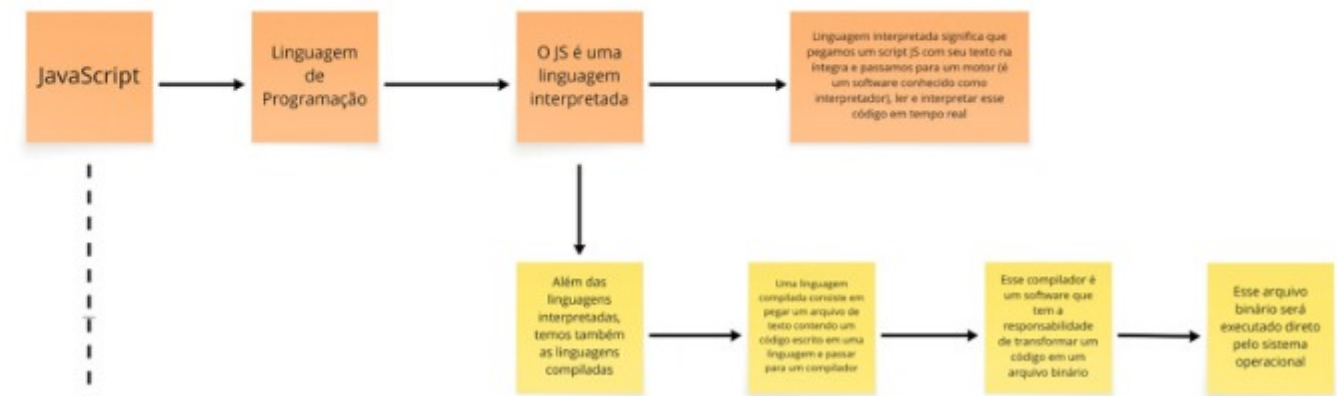 JavaScript
Linguagem
de
Programação
O JS é uma
linguagem
interpretada
Linguagem interpretada significa que
pegamos um script JS com seu texto na
íntegra e passamos para um motor (é
um software conhecido como
interpretador), ler e interpretar esse
código em tempo real
Além das
linguagens
interpretadas,
temos também
as linguagens
compiladas
Uma linguagem
compilada consiste em
pegar um arquivo de
texto contendo um
código escrito em uma
linguagem e passar
para um compilador
Esse compilador é
um software que
tem a
responsabilidade
de transformar um
código em um
arquivo binário
Esse arquivo
binário será
executado direto
pelo sistema
operacional